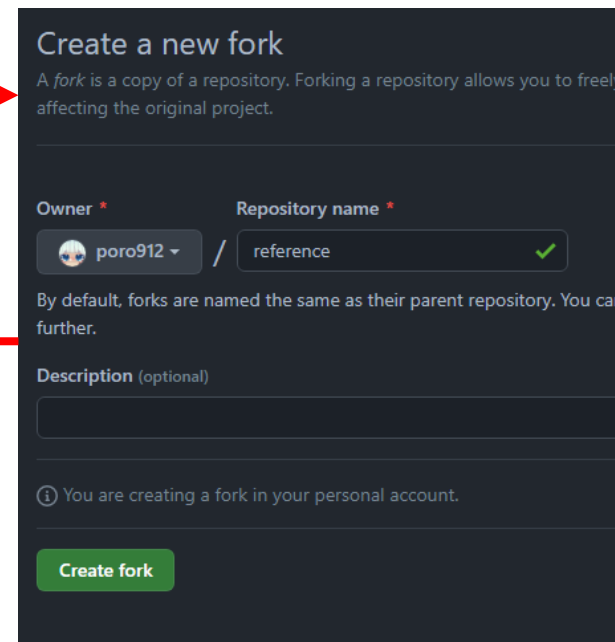 Create a new fork
A fork is a copy of a repository. Forking a repository allows you to freely
affecting the original project.
Owner * Repository name *
poro912 / reference
By default, forks are named the same as their parent repository. You can
further.
Description (optional)
You are creating a fork in your personal account.
Create fork